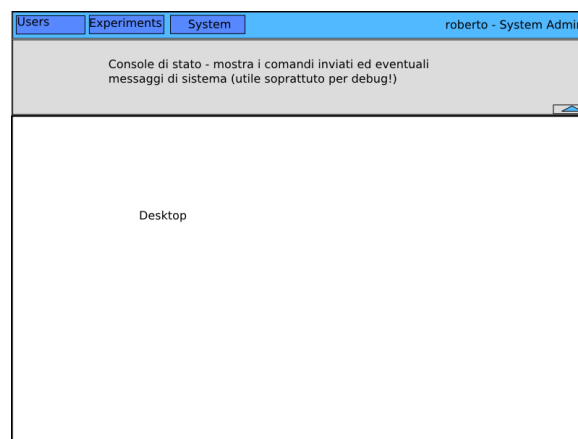 Users Experiments System roberto - System Admin
Console di stato - mostra i comandi inviati ed eventuali
messaggi di sistema (utile soprattutto per debug!)
Desktop